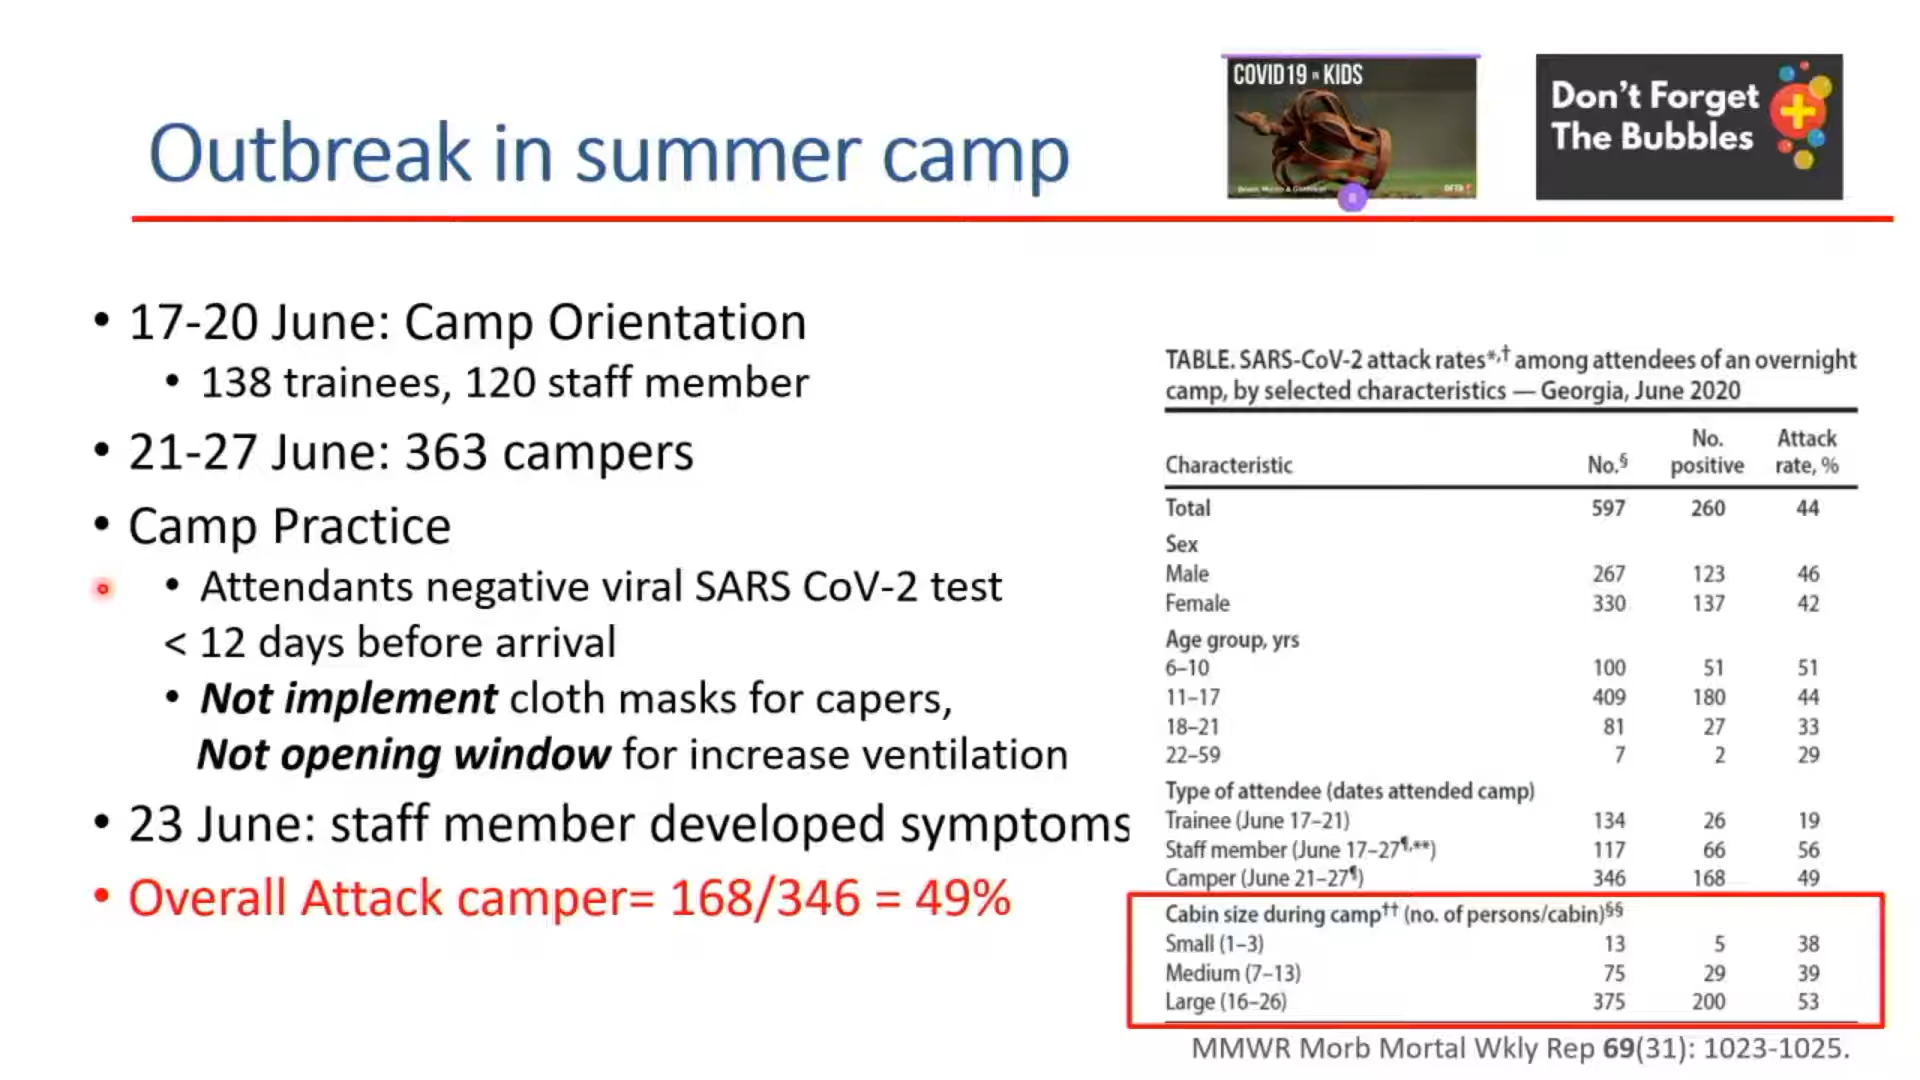 COVID19 IN KIDS
Don't Forget
The Bubbles
DFTB
Outbreak in summer camp
• 17-20 June: Camp Orientation
• 138 trainees, 120 staff member
• 21-27 June: 363 campers
• Camp Practice
• Attendants negative viral SARS CoV-2 test
< 12 days before arrival
• Not implement cloth masks for capers,
Not opening window for increase ventilation
• 23 June: staff member developed symptoms
• Overall Attack camper= 168/346 = 49%
TABLE. SARS-CoV-2 attack rates*,† among attendees of an overnight
camp, by selected characteristics — Georgia, June 2020
Characteristic No.§ No. positive Attack rate, %
Total 597 260 44
Sex
Male 267 123 46
Female 330 137 42
Age group, yrs
6–10 100 51 51
11–17 409 180 44
18–21 81 27 33
22–59 7 2 29
Type of attendee (dates attended camp)
Trainee (June 17–21) 134 26 19
Staff member (June 17–27¶,**) 117 66 56
Camper (June 21–27¶) 346 168 49
Cabin size during camp†† (no. of persons/cabin)§§
Small (1–3) 13 5 38
Medium (7–13) 75 29 39
Large (16–26) 375 200 53
MMWR Morb Mortal Wkly Rep 69(31): 1023-1025.